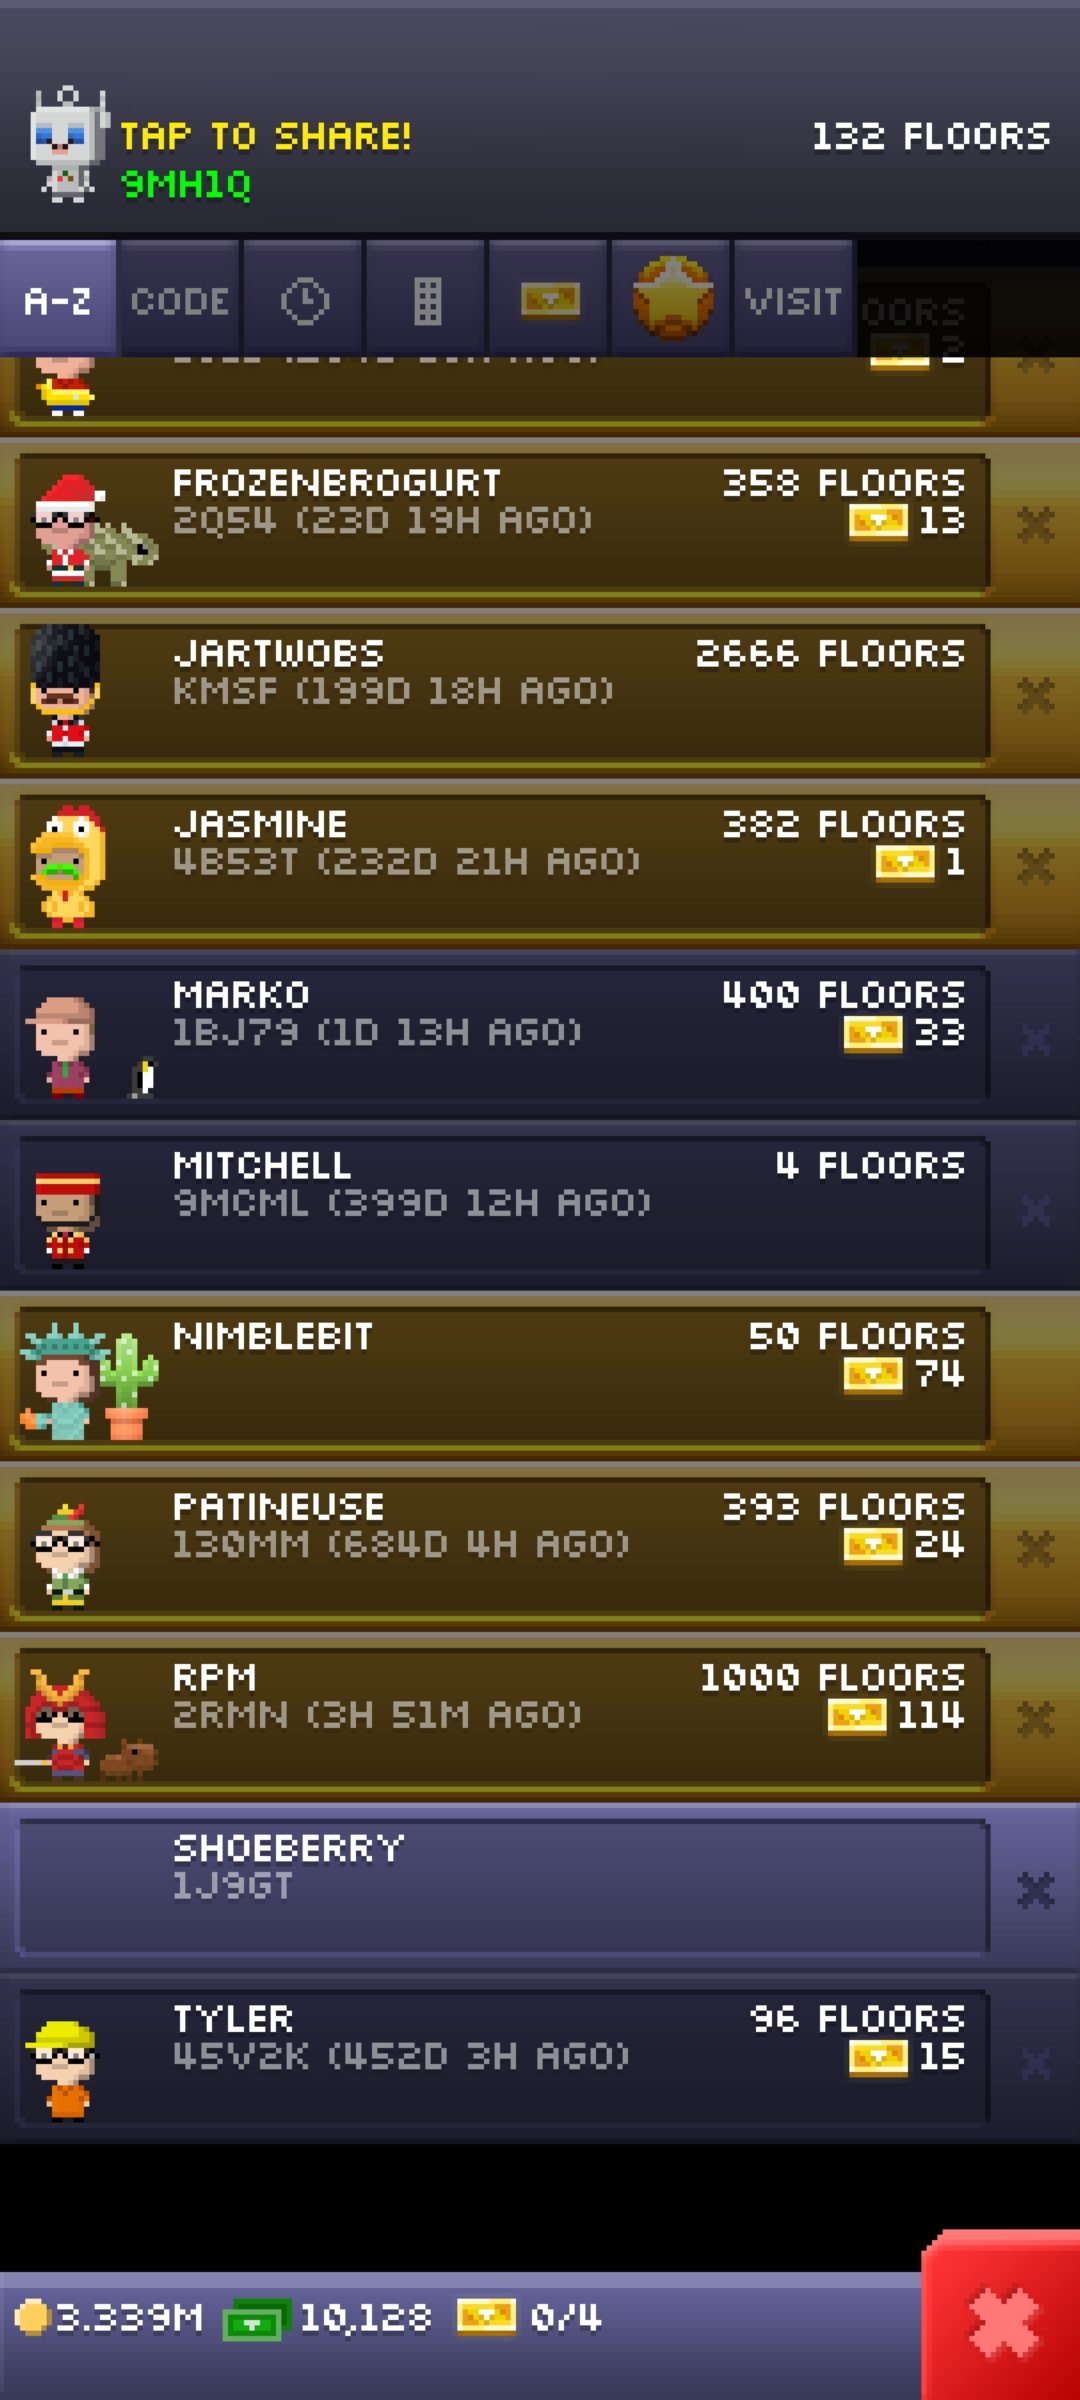 TAP TO SHARE!
132 FLOORS
9MH1Q
A-Z
CODE
VISIT
2
FROZENBROGURT
358 FLOORS
2Q54 (23D 19H AGO)
13
JARTWOBS
2666 FLOORS
KMSF (199D 18H AGO)
JASMINE
382 FLOORS
4B53T (232D 21H AGO)
1
MARKO
400 FLOORS
1BJ79 (1D 13H AGO)
33
MITCHELL
4 FLOORS
9MCML (399D 12H AGO)
NIMBLEBIT
50 FLOORS
74
PATINEUSE
393 FLOORS
130MM (684D 4H AGO)
24
RPM
1000 FLOORS
2RMN (3H 51M AGO)
114
SHOEBERRY
1J9GT
TYLER
96 FLOORS
45V2K (452D 3H AGO)
15
3.339M
10,128
0/4